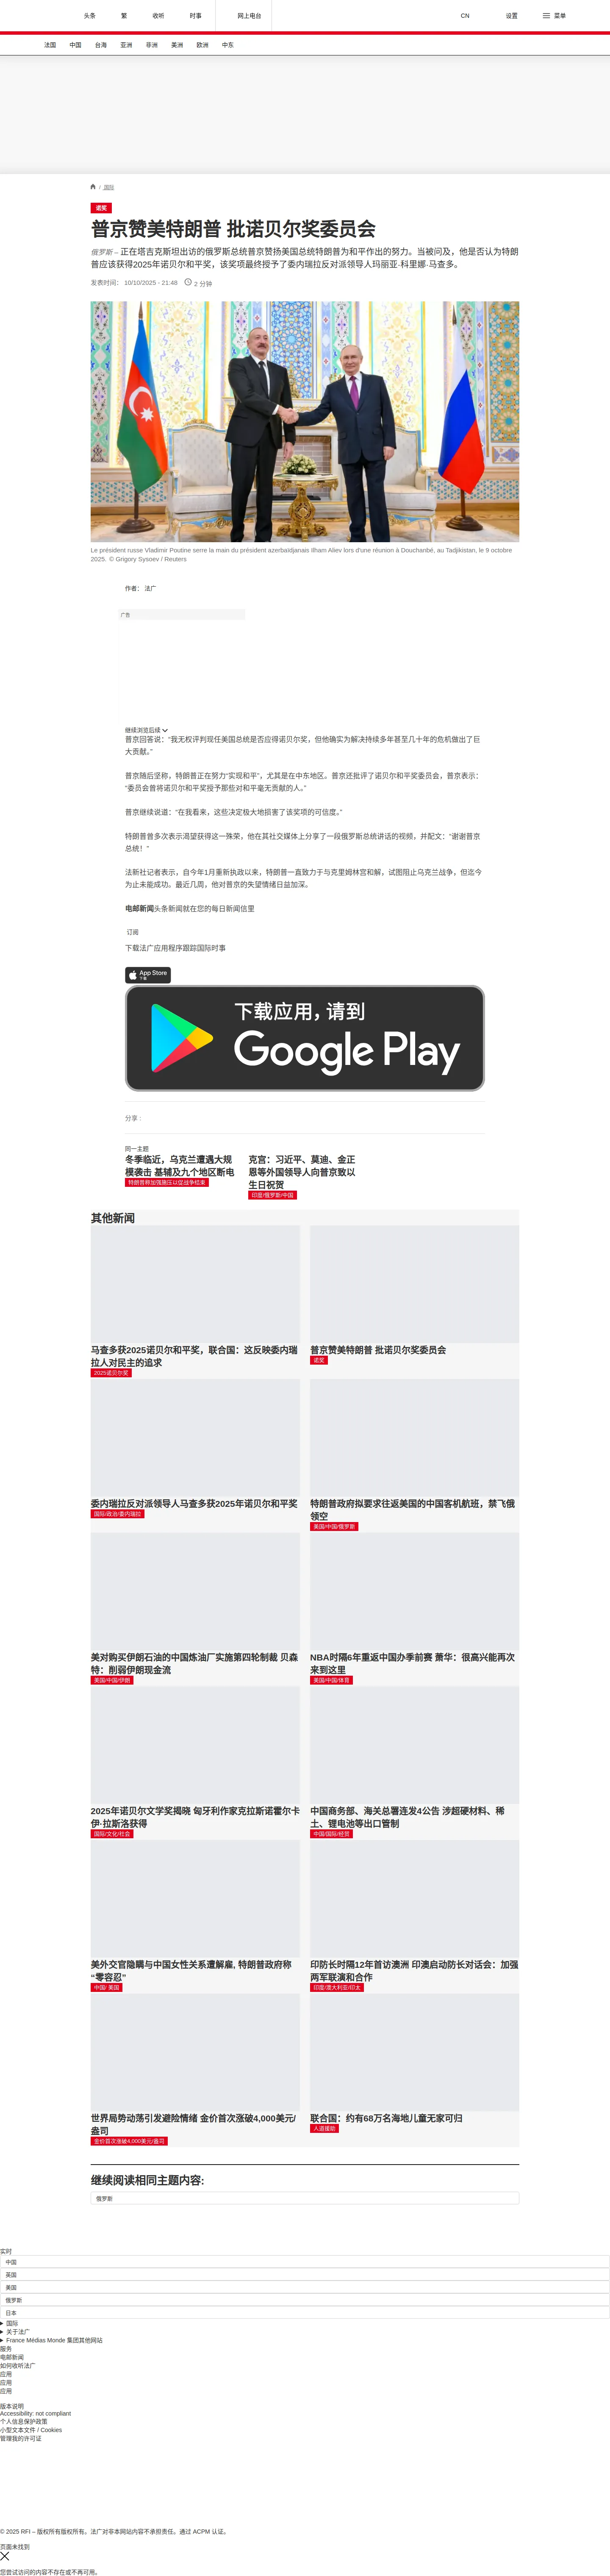 头条
繁
收听
时事
网上电台
CN
设置
菜单
法国
中国
台海
亚洲
非洲
美洲
欧洲
中东
/ 国际
诺奖
普京赞美特朗普 批诺贝尔奖委员会
俄罗斯 – 正在塔吉克斯坦出访的俄罗斯总统普京赞扬美国总统特朗普为和平作出的努力。当被问及，他是否认为特朗
普应该获得2025年诺贝尔和平奖，该奖项最终授予了委内瑞拉反对派领导人玛丽亚·科里娜·马查多。
发表时间： 10/10/2025 - 21:48
2 分钟
Le président russe Vladimir Poutine serre la main du président azerbaïdjanais Ilham Aliev lors d'une réunion à Douchanbé, au Tadjikistan, le 9 octobre
2025. © Grigory Sysoev / Reuters
作者： 法广
广告
继续浏览后续
普京回答说：“我无权评判现任美国总统是否应得诺贝尔奖，但他确实为解决持续多年甚至几十年的危机做出了巨
大贡献。”
普京随后坚称，特朗普正在努力“实现和平”，尤其是在中东地区。普京还批评了诺贝尔和平奖委员会，普京表示：
“委员会曾将诺贝尔和平奖授予那些对和平毫无贡献的人。”
普京继续说道：“在我看来，这些决定极大地损害了该奖项的可信度。”
特朗普曾多次表示渴望获得这一殊荣，他在其社交媒体上分享了一段俄罗斯总统讲话的视频，并配文：“谢谢普京
总统！”
法新社记者表示，自今年1月重新执政以来，特朗普一直致力于与克里姆林宫和解，试图阻止乌克兰战争，但迄今
为止未能成功。最近几周，他对普京的失望情绪日益加深。
电邮新闻头条新闻就在您的每日新闻信里
订阅
下载法广应用程序跟踪国际时事
App Store
下载
下载应用，请到
Google Play
分享 :
同一主题
冬季临近，乌克兰遭遇大规
模袭击 基辅及九个地区断电
特朗普称加强施压以促战争结束
克宫：习近平、莫迪、金正
恩等外国领导人向普京致以
生日祝贺
印度/俄罗斯/中国
其他新闻
马查多获2025诺贝尔和平奖，联合国：这反映委内瑞
拉人对民主的追求
2025诺贝尔奖
普京赞美特朗普 批诺贝尔奖委员会
诺奖
委内瑞拉反对派领导人马查多获2025年诺贝尔和平奖
国际/政治/委内瑞拉
特朗普政府拟要求往返美国的中国客机航班，禁飞俄
领空
美国/中国/俄罗斯
美对购买伊朗石油的中国炼油厂实施第四轮制裁 贝森
特：削弱伊朗现金流
美国/中国/伊朗
NBA时隔6年重返中国办季前赛 萧华：很高兴能再次
来到这里
美国/中国/体育
2025年诺贝尔文学奖揭晓 匈牙利作家克拉斯诺霍尔卡
伊·拉斯洛获得
国际/文化/社会
中国商务部、海关总署连发4公告 涉超硬材料、稀
土、锂电池等出口管制
中国/国际/经贸
美外交官隐瞒与中国女性关系遭解雇, 特朗普政府称
“零容忍”
中国/ 美国
印防长时隔12年首访澳洲 印澳启动防长对话会：加强
两军联演和合作
印度/澳大利亚/印太
世界局势动荡引发避险情绪 金价首次涨破4,000美元/
盎司
金价首次涨破4,000美元/盎司
联合国：约有68万名海地儿童无家可归
人道援助
继续阅读相同主题内容:
俄罗斯
实时
中国
英国
美国
俄罗斯
日本
国际
关于法广
France Médias Monde 集团其他网站
服务
电邮新闻
如何收听法广
应用
应用
应用
版本说明
Accessibility: not compliant
个人信息保护政策
小型文本文件 / Cookies
管理我的许可证
© 2025 RFI – 版权所有版权所有。法广对非本网站内容不承担责任。通过 ACPM 认证。
页面未找到
您尝试访问的内容不存在或不再可用。